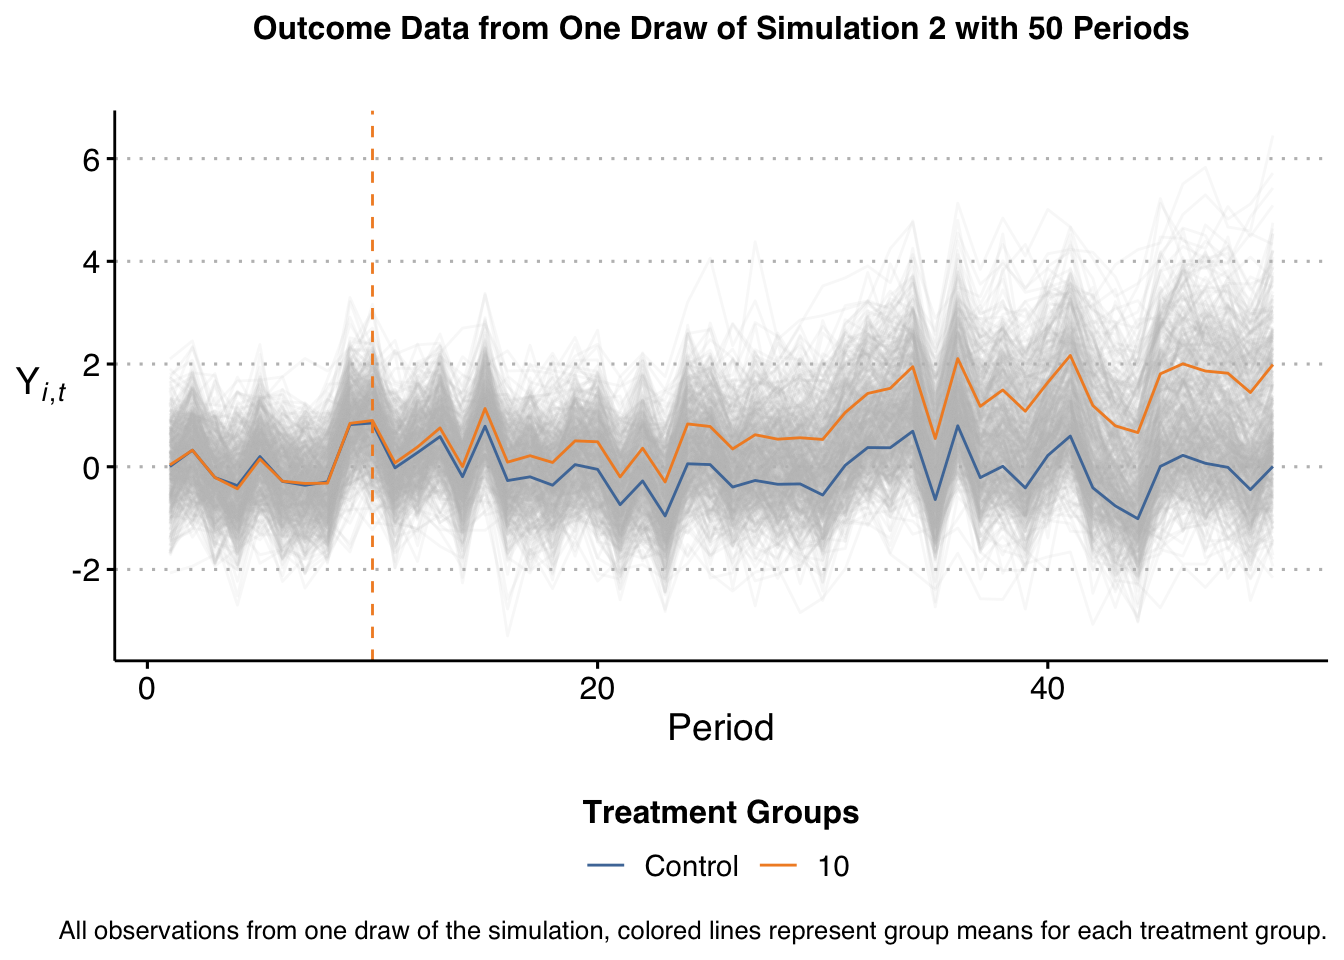 Outcome Data from One Draw of Simulation 2 with 50 Periods
6
4
2
0
-2
Y i,t
0 20 40
Period
Treatment Groups
Control 10
All observations from one draw of the simulation, colored lines represent group means for each treatment group.